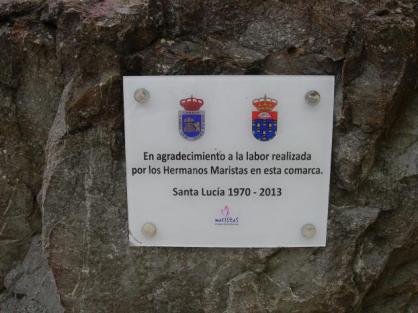 En agradecimiento a la labor realizada
por los Hermanos Maristas en esta comarca.
Santa Lucía 1970 - 2013
maristas